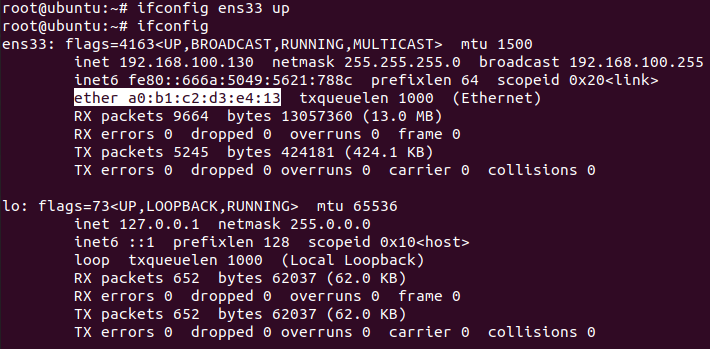 root@ubuntu:~# ifconfig ens33 up
root@ubuntu:~# ifconfig
ens33: flags=4163<UP,BROADCAST,RUNNING,MULTICAST>  mtu 1500
        inet 192.168.100.130  netmask 255.255.255.0  broadcast 192.168.100.255
        inet6 fe80::666a:5049:5621:788c  prefixlen 64  scopeid 0x20<link>
        ether a0:b1:c2:d3:e4:13  txqueuelen 1000  (Ethernet)
        RX packets 9664  bytes 13057360 (13.0 MB)
        RX errors 0  dropped 0  overruns 0  frame 0
        TX packets 5245  bytes 424181 (424.1 KB)
        TX errors 0  dropped 0 overruns 0  carrier 0  collisions 0

lo: flags=73<UP,LOOPBACK,RUNNING>  mtu 65536
        inet 127.0.0.1  netmask 255.0.0.0
        inet6 ::1  prefixlen 128  scopeid 0x10<host>
        loop  txqueuelen 1000  (Local Loopback)
        RX packets 652  bytes 62037 (62.0 KB)
        RX errors 0  dropped 0  overruns 0  frame 0
        TX packets 652  bytes 62037 (62.0 KB)
        TX errors 0  dropped 0 overruns 0  carrier 0  collisions 0